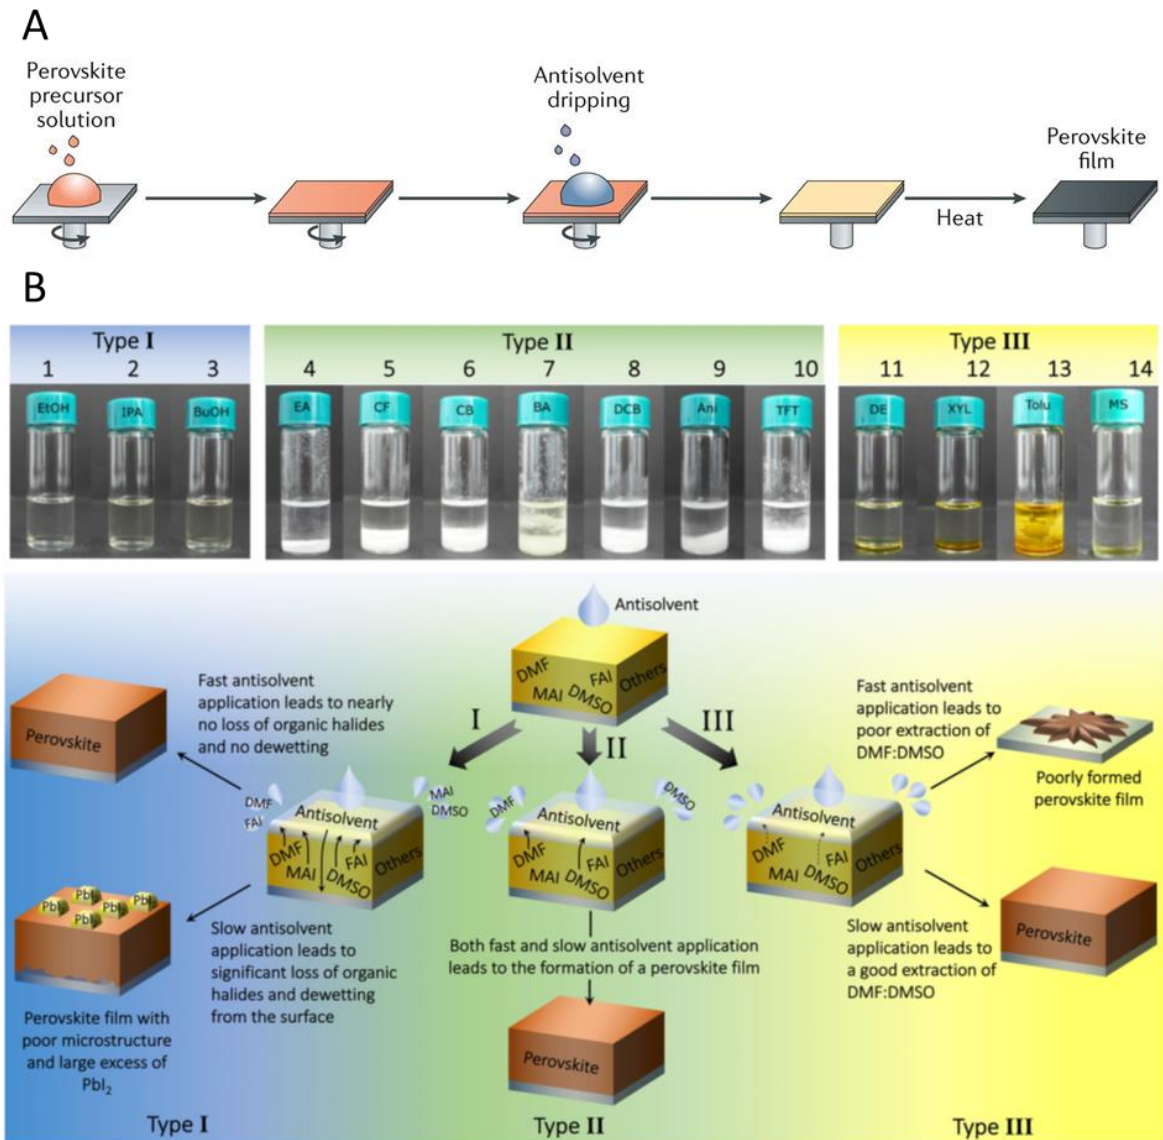 A
Perovskite
precursor
solution
Antisolvent
dripping
Perovskite
film
Heat
B
Type I
1 2 3
EtOH IPA BuOH
Type II
4 5 6 7 8 9 10
EA CF CB BA DCB Ani TFT
Type III
11 12 13 14
DE XYL Tolu MS
Antisolvent
DMF
FAI
Others
MAI
DMSO
I
II
III
Fast antisolvent
application leads to nearly
no loss of organic halides
and no dewetting
Perovskite
DMF
FAI
MAI
DMSO
Antisolvent
DMF
MAI
DMSO
FAI
Others
Slow antisolvent
application leads to
significant loss of organic
halides and dewetting
from the surface
PbI₂
PbI₂
PbI₂
PbI₂
PbI₂
Perovskite film with
poor microstructure
and large excess of
PbI₂
DMF
DMSO
Antisolvent
DMF
MAI
DMSO
FAI
Others
Both fast and slow antisolvent application
leads to the formation of a perovskite film
Perovskite
Antisolvent
DMF
MAI
DMSO
FAI
Others
Fast antisolvent
application leads to
poor extraction of
DMF:DMSO
Poorly formed
perovskite film
Slow antisolvent
application leads to
a good extraction of
DMF:DMSO
Perovskite
Type I
Type II
Type III